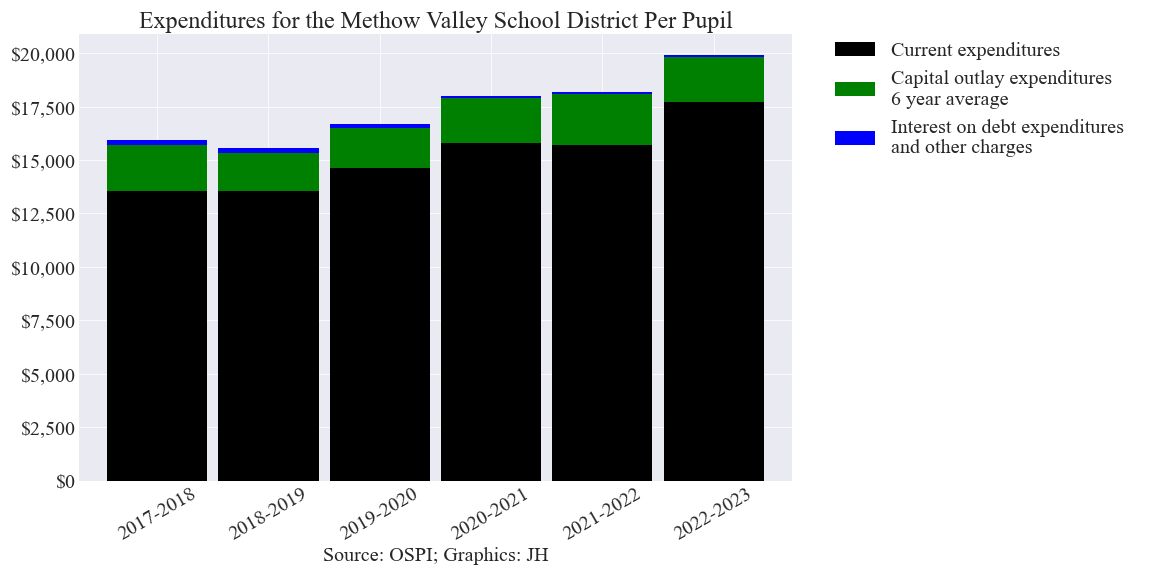 Expenditures for the Methow Valley School District Per Pupil
$20,000
$17,500
$15,000
$12,500
$10,000
$7,500
$5,000
$2,500
$0
2017-2018
2018-2019
2019-2020
2020-2021
2021-2022
2022-2023
Source: OSPI; Graphics: JH
Current expenditures
Capital outlay expenditures
6 year average
Interest on debt expenditures
and other charges